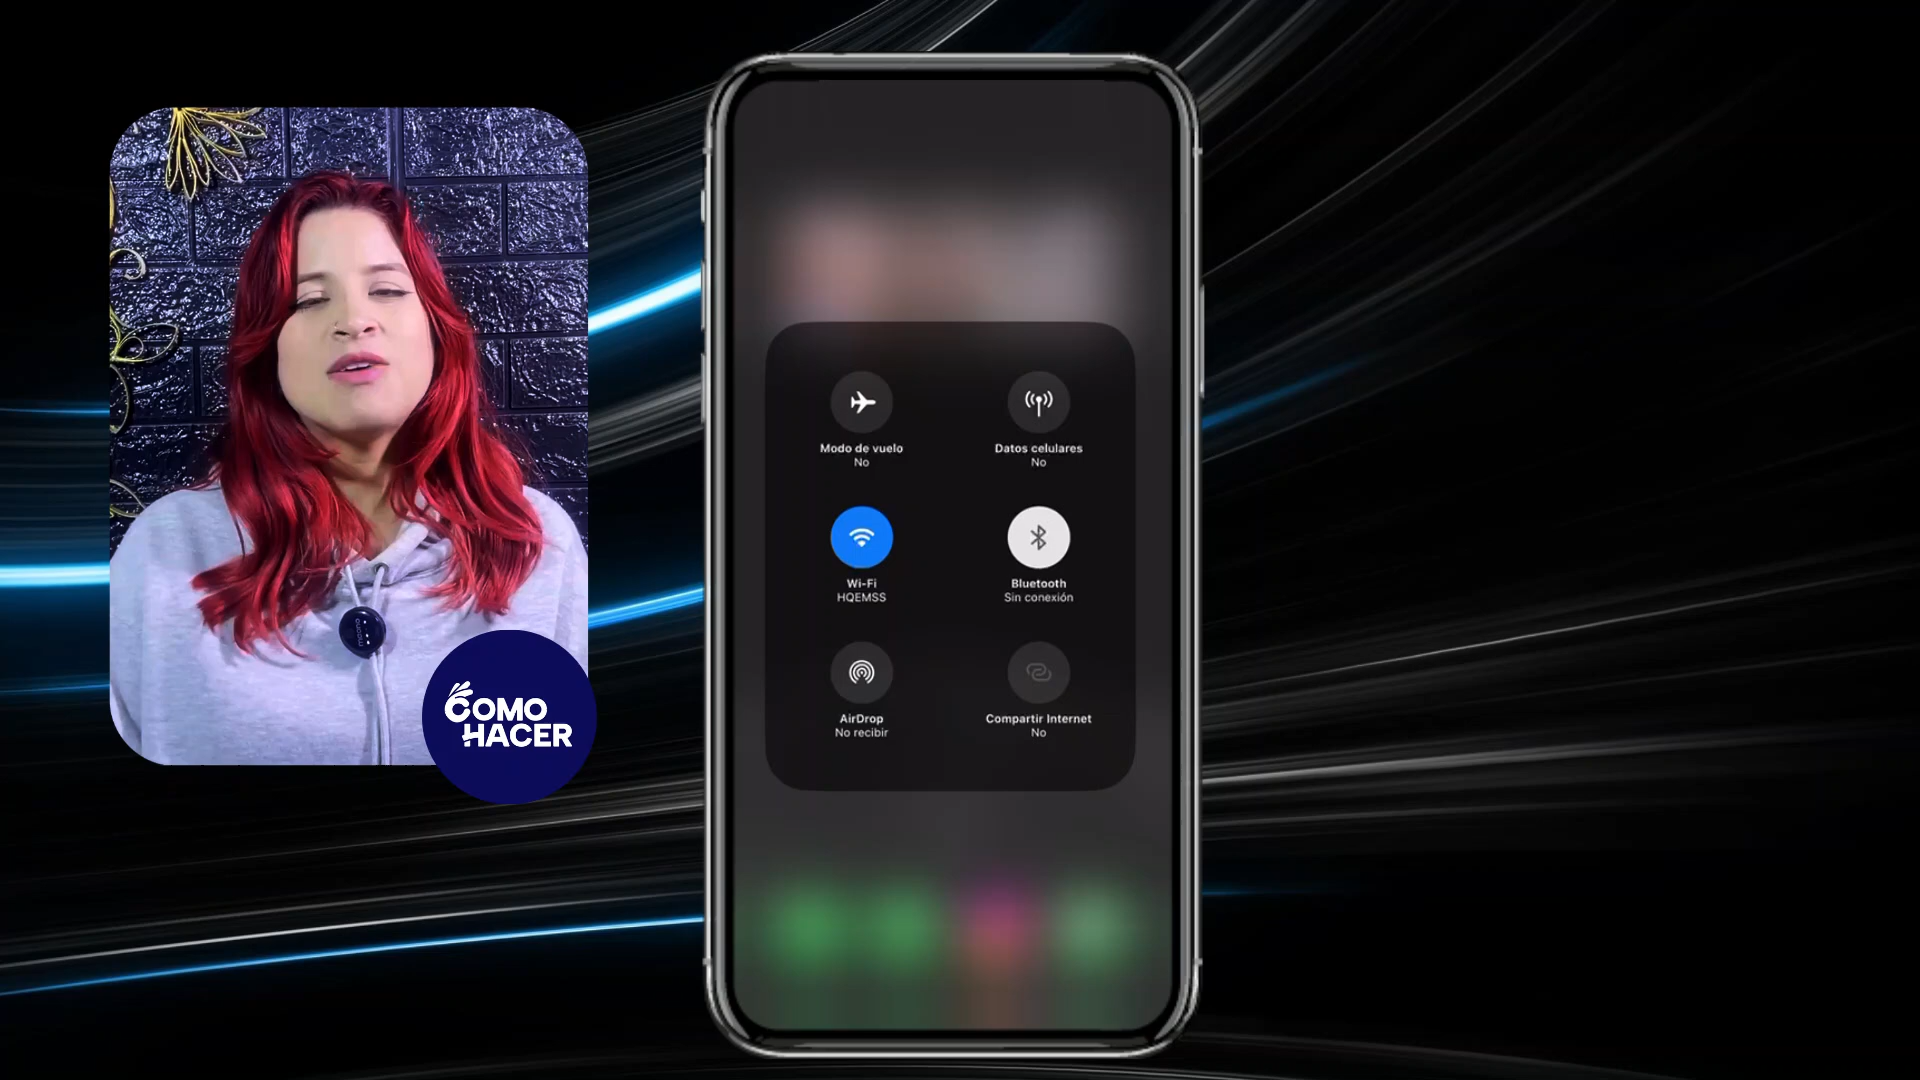 Modo de vuelo
No
Datos celulares
No
Wi-Fi
HQEMSS
Bluetooth
Sin conexión
AirDrop
No recibir
Compartir Internet
No
maono
COMO
HACER